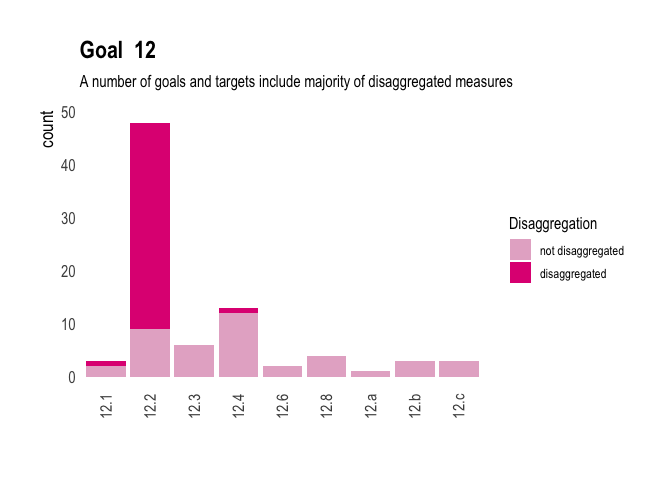 Goal  12
A number of goals and targets include majority of disaggregated measures
count
50
40
30
20
10
0
12.1
12.2
12.3
12.4
12.6
12.8
12.a
12.b
12.c
Disaggregation
not disaggregated
disaggregated